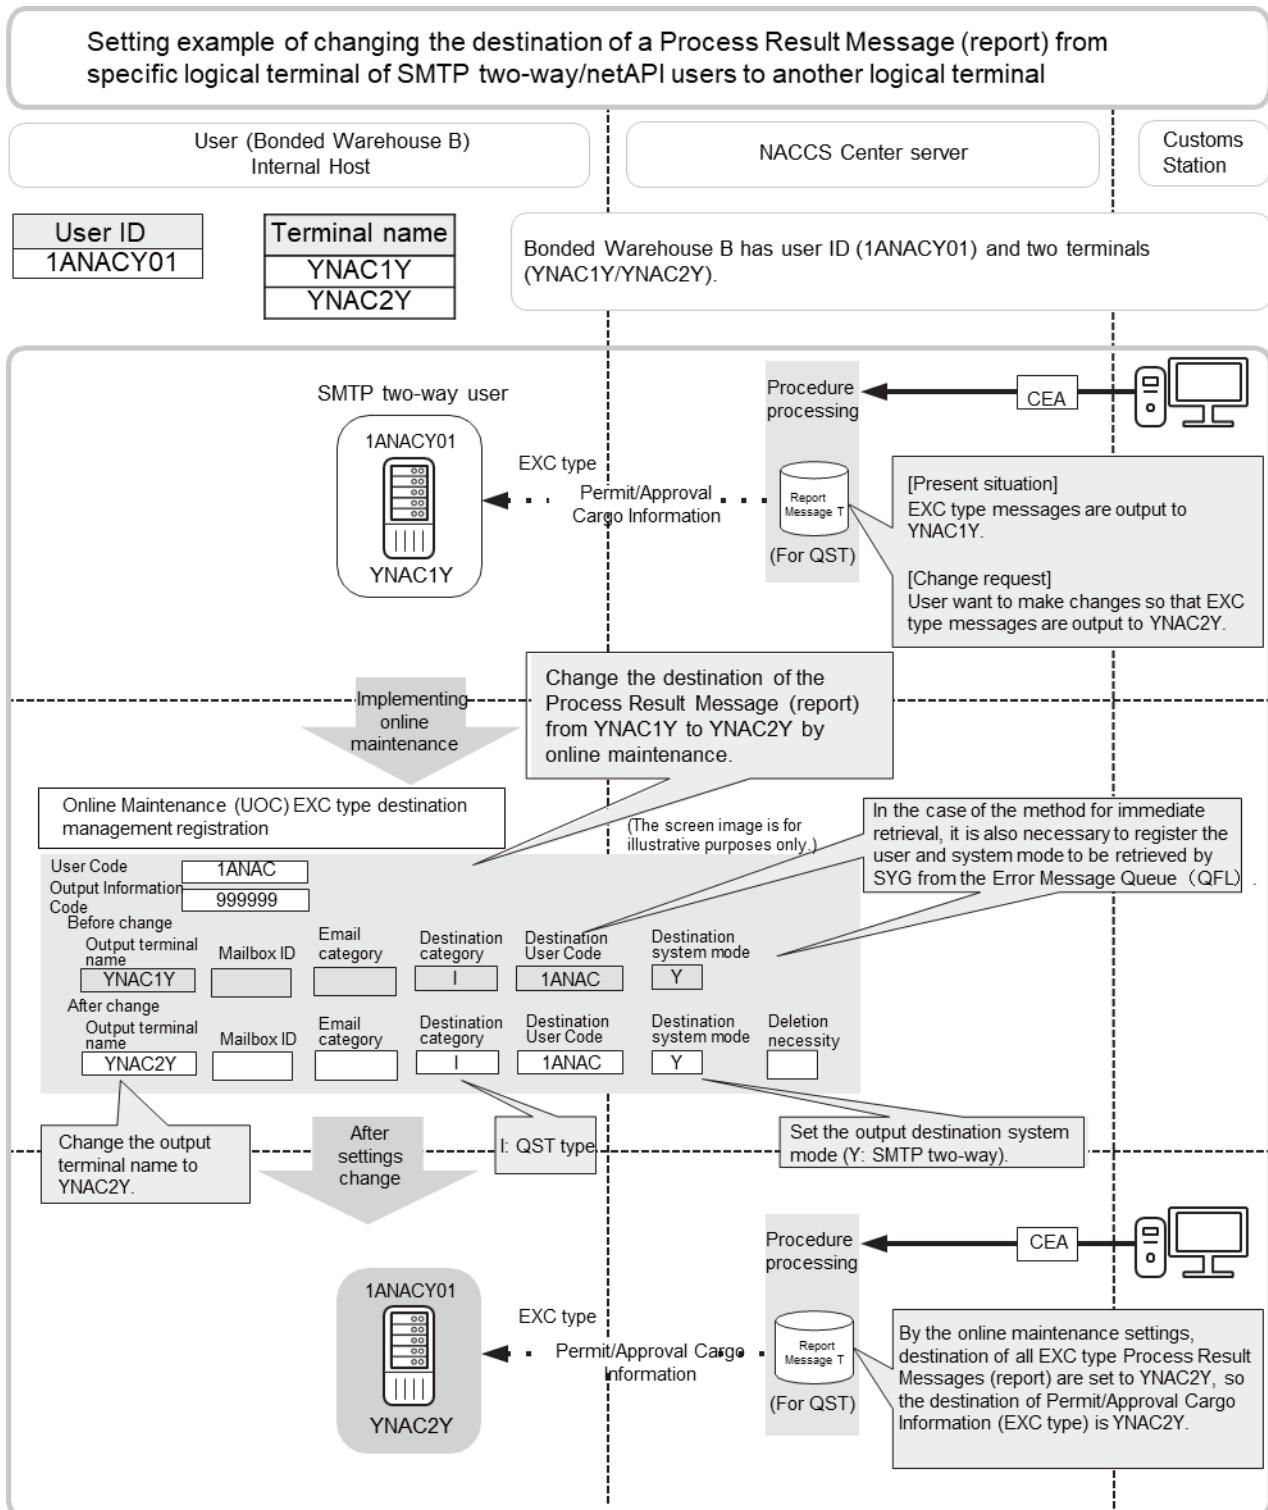 Setting example of changing the destination of a Process Result Message (report) from
specific logical terminal of SMTP two-way/netAPI users to another logical terminal
User (Bonded Warehouse B)
Internal Host
NACCS Center server
Customs
Station
User ID
1ANACY01
Terminal name
YNAC1Y
YNAC2Y
Bonded Warehouse B has user ID (1ANACY01) and two terminals
(YNAC1Y/YNAC2Y).
SMTP two-way user
1ANACY01
YNAC1Y
EXC type
Permit/Approval
Cargo Information
Procedure
processing
Report
Message T
(For QST)
CEA
[Present situation]
EXC type messages are output to
YNAC1Y.
[Change request]
User want to make changes so that EXC
type messages are output to YNAC2Y.
Implementing
online
maintenance
Change the destination of the
Process Result Message (report)
from YNAC1Y to YNAC2Y by
online maintenance.
Online Maintenance (UOC) EXC type destination
management registration
(The screen image is for
illustrative purposes only.)
In the case of the method for immediate
retrieval, it is also necessary to register the
user and system mode to be retrieved by
SYG from the Error Message Queue（QFL）.
User Code
1ANAC
Output Information
Code
999999
Before change
Output terminal
name
Mailbox ID
Email
category
Destination
category
Destination
User Code
Destination
system mode
YNAC1Y
I
1ANAC
Y
After change
Output terminal
name
Mailbox ID
Email
category
Destination
category
Destination
User Code
Destination
system mode
Deletion
necessity
YNAC2Y
I
1ANAC
Y
Change the output
terminal name to
YNAC2Y.
After
settings
change
I: QST type
Set the output destination system
mode (Y: SMTP two-way).
1ANACY01
YNAC2Y
EXC type
Permit/Approval Cargo
Information
Procedure
processing
Report
Message T
(For QST)
CEA
By the online maintenance settings,
destination of all EXC type Process Result
Messages (report) are set to YNAC2Y, so
the destination of Permit/Approval Cargo
Information (EXC type) is YNAC2Y.